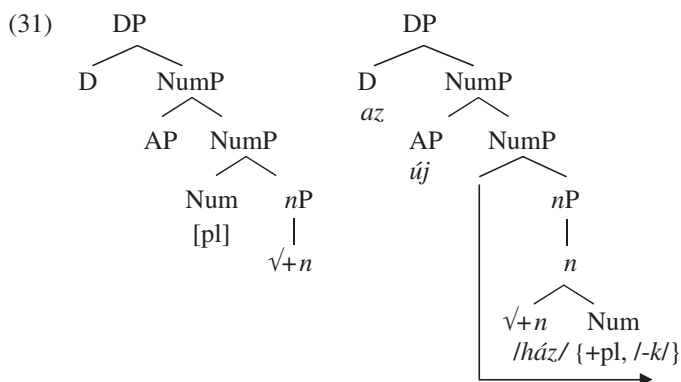 (31) DP DP
D NumP D NumP
az
AP NumP AP NumP
új
Num nP nP
[pl]
√+n n
√+n Num
/ház/ {+pl, /-k/}